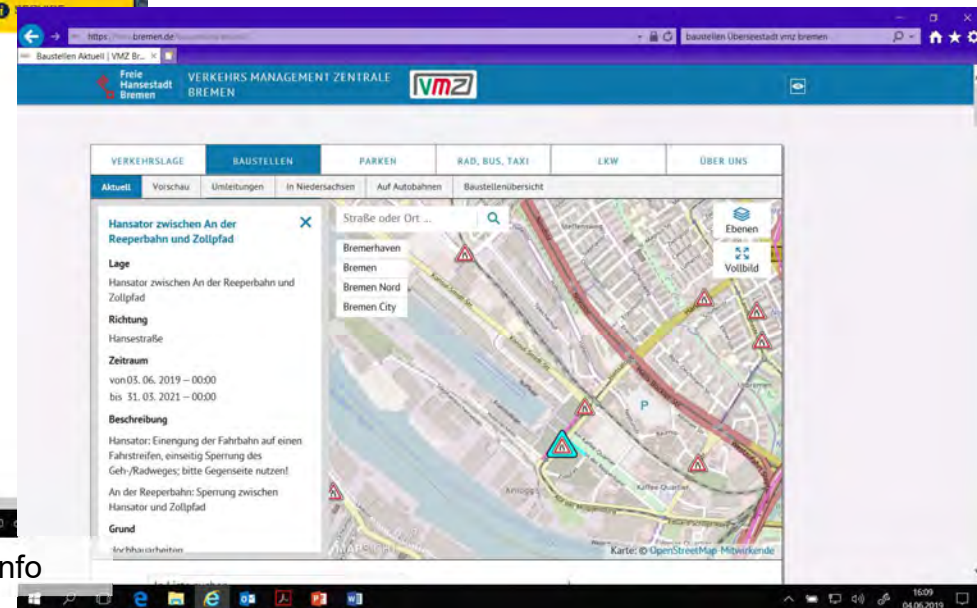 https
bremen.de
baustellen Überseestadt vmz bremen
Baustellen Aktuell | VMZ Br...
Freie
Hansestadt
Bremen
VERKEHRS MANAGEMENT ZENTRALE
BREMEN
vmz
VERKEHRSLAGE
BAUSTELLEN
PARKEN
RAD, BUS, TAXI
LKW
ÜBER UNS
Aktuell
Vorschau
Umleitungen
In Niedersachsen
Auf Autobahnen
Baustellenübersicht
Hansator zwischen An der
Reeperbahn und Zollpfad
Lage
Hansator zwischen An der Reeperbahn und
Zollpfad
Richtung
Hansestraße
Zeitraum
von 03. 06. 2019 – 00:00
bis 31. 03. 2021 – 00:00
Beschreibung
Hansator: Einengung der Fahrbahn auf einen
Fahrstreifen, einseitig Sperrung des
Geh-/Radweges; bitte Gegenseite nutzen!
An der Reeperbahn: Sperrung zwischen
Hansator und Zollpfad
Grund
Hochbauarbeiten
Straße oder Ort ...
Bremerhaven
Bremen
Bremen Nord
Bremen City
Ebenen
Vollbild
P
Kaffee-Quartier
Karte: © OpenStreetMap-Mitwirkende
nfo
16:09
04.06.2019